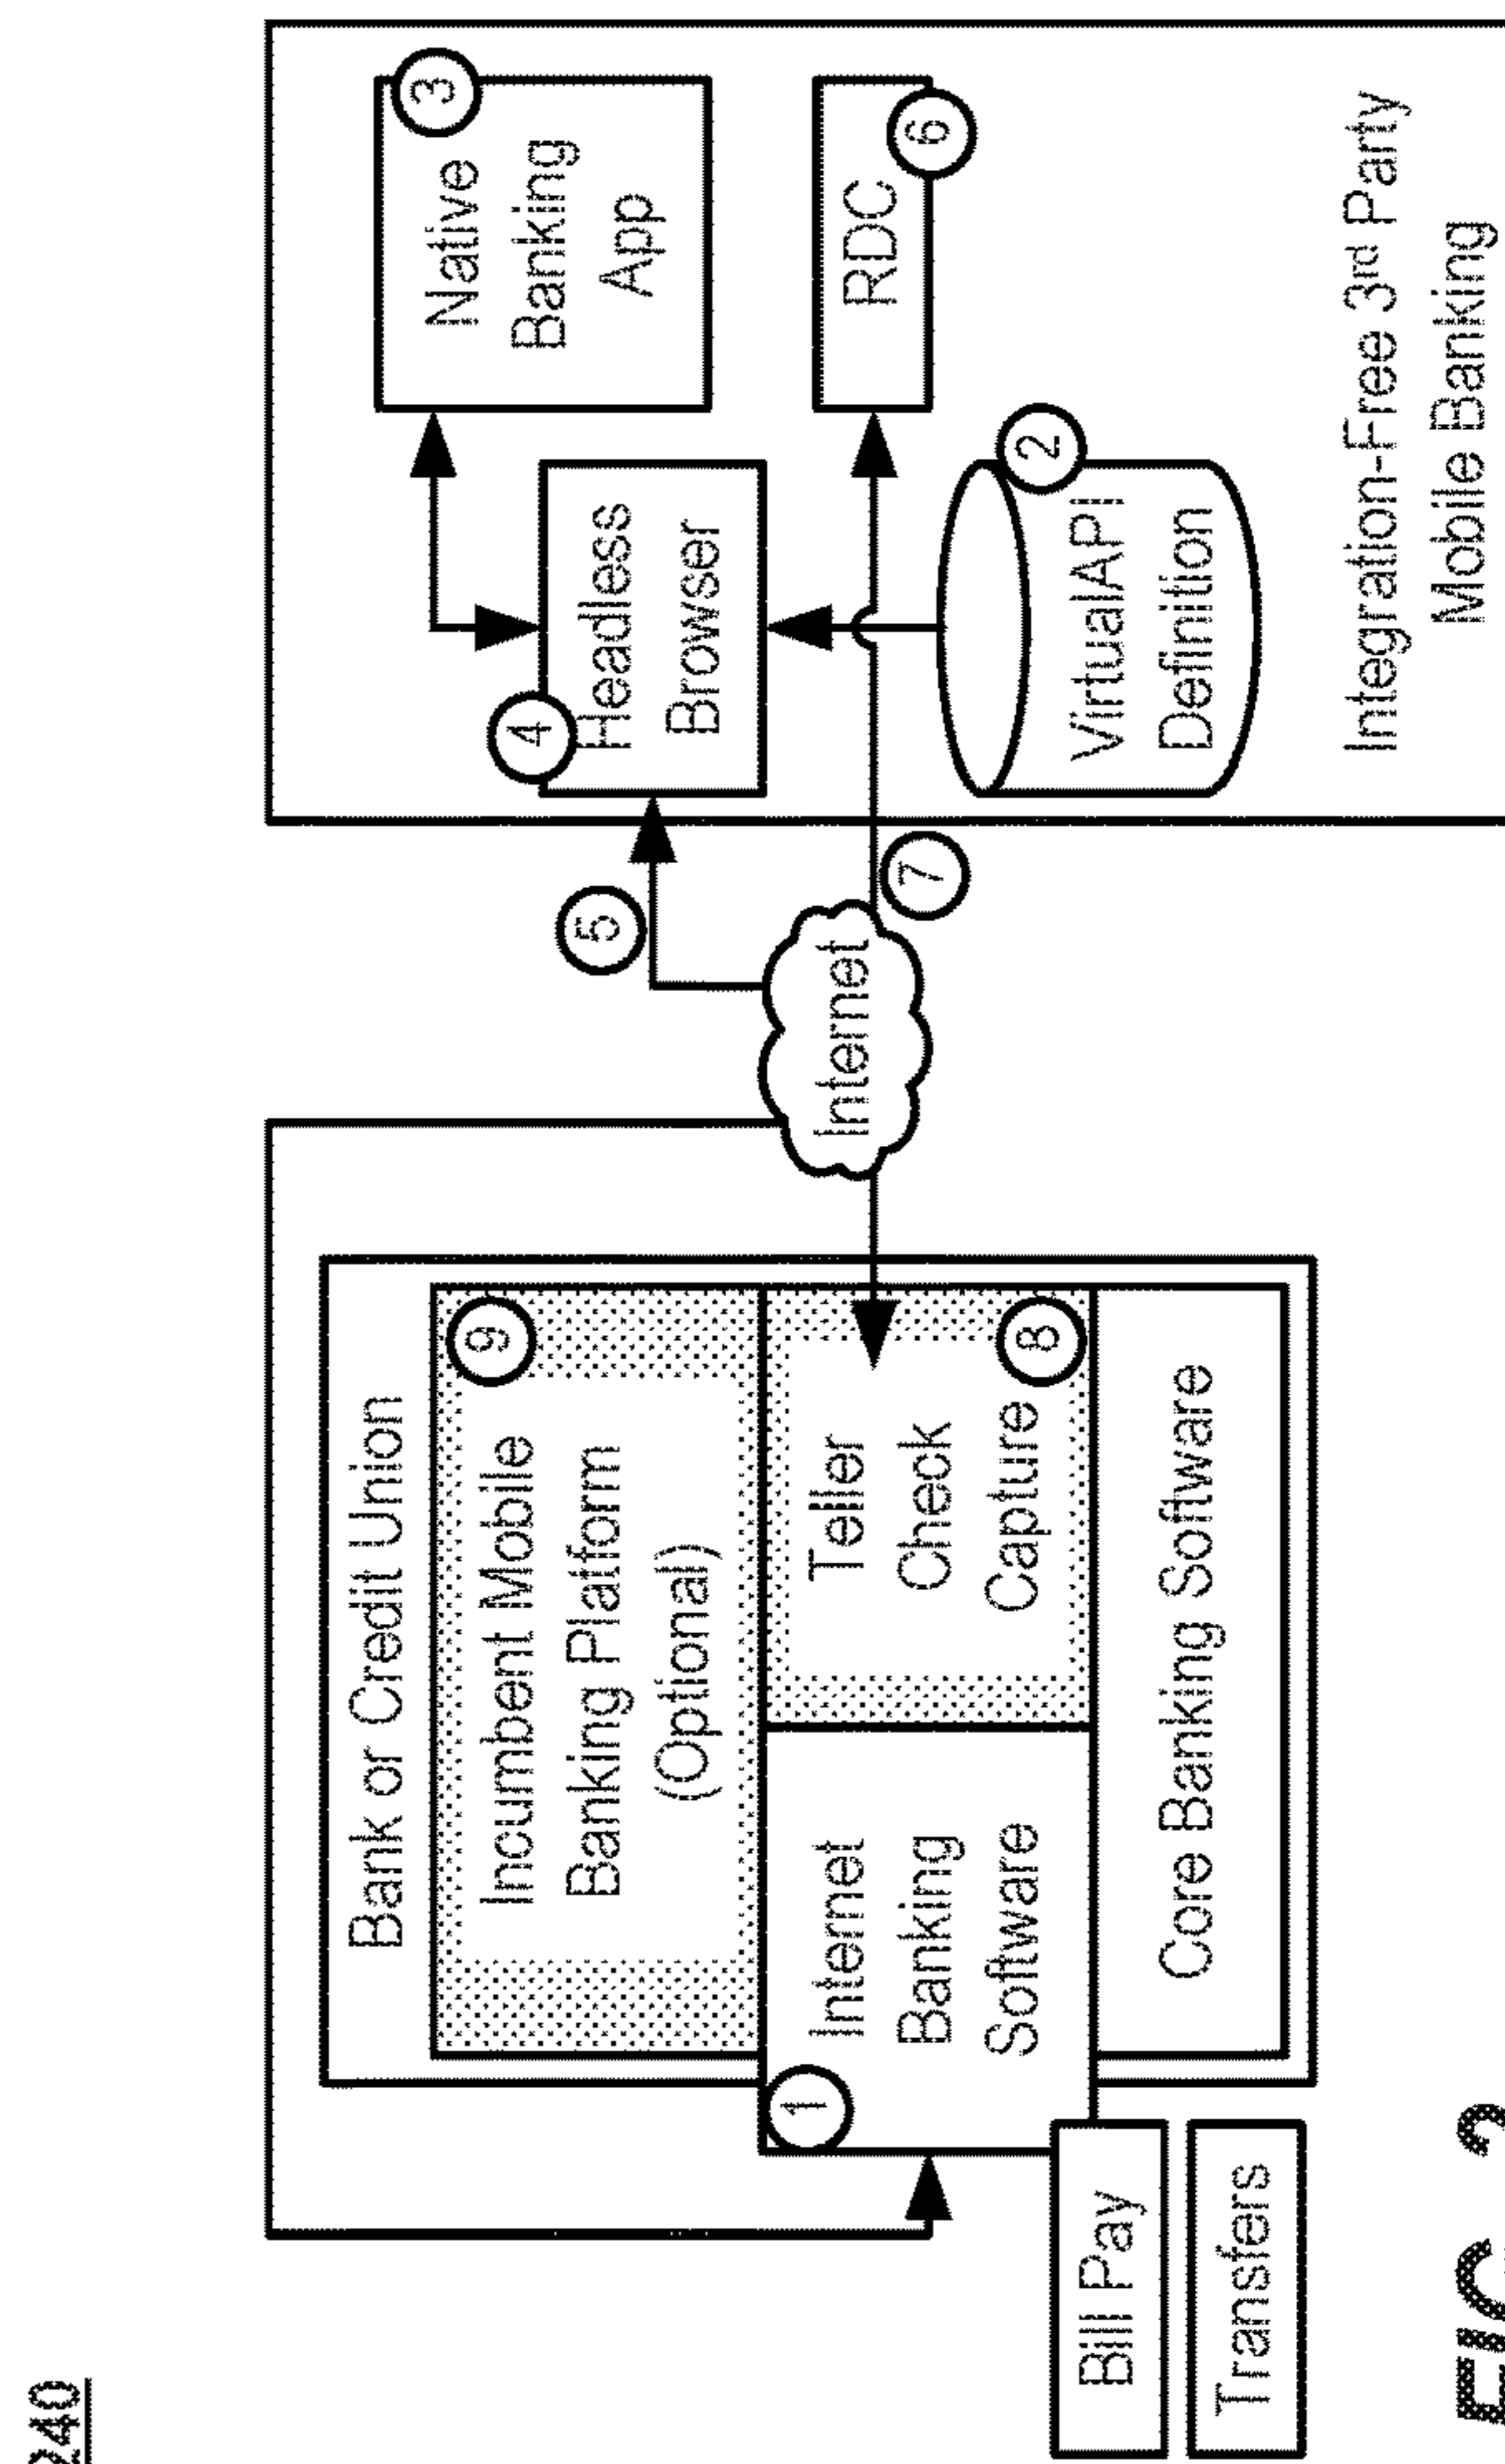 240
Bank or Credit Union
9
Incumbent Mobile
Banking Platform
(Optional)
1
Internet
Banking
Software
Teller
Check
Capture
8
Core Banking Software
Bill Pay
Transfers
Internet
5
7
3
Native
Banking
App
4
Headless
Browser
RDC
6
2
VirtualAPI
Definition
Integration-Free 3rd Party
Mobile Banking
FIG.